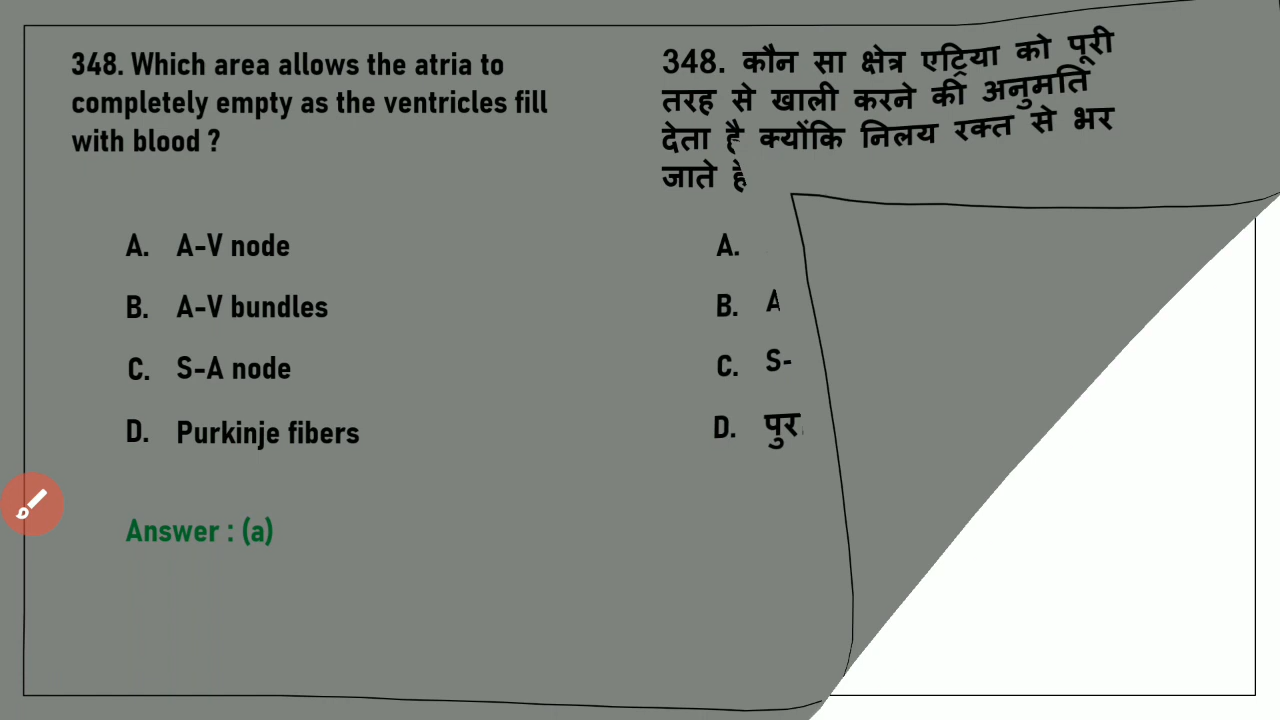 348. Which area allows the atria to
completely empty as the ventricles fill
with blood ?
A. A-V node
B. A-V bundles
C. S-A node
D. Purkinje fibers
Answer : (a)
348. कौन सा क्षेत्र एट्रिया को पूरी
तरह से खाली करने की अनुमति
देता है क्योंकि निलय रक्त से भर
जाते
A.
B. A
C. S-
D.